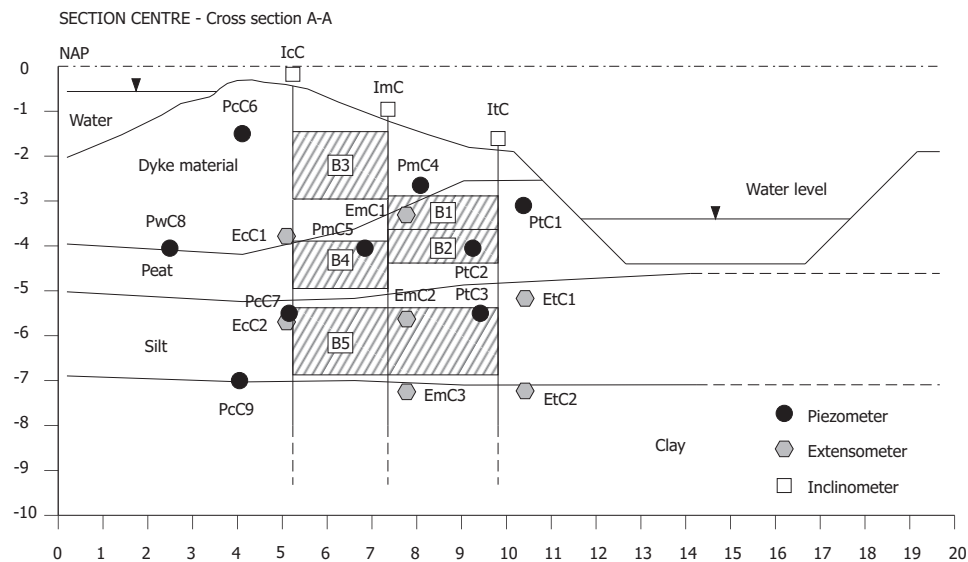 SECTION CENTRE - Cross section A-A
NAP
IcC
ImC
ItC
0
-1
-2
-3
-4
-5
-6
-7
-8
-9
-10
Water
PcC6
Dyke material
B3
PmC4
Water level
EmC1
B1
PtC1
PwC8
EcC1
PmC5
B2
Peat
B4
PtC2
PcC7
EmC2
PtC3
EtC1
EcC2
B5
Silt
PcC9
EmC3
EtC2
Clay
Piezometer
Extensometer
Inclinometer
0 1 2 3 4 5 6 7 8 9 10 11 12 13 14 15 16 17 18 19 20